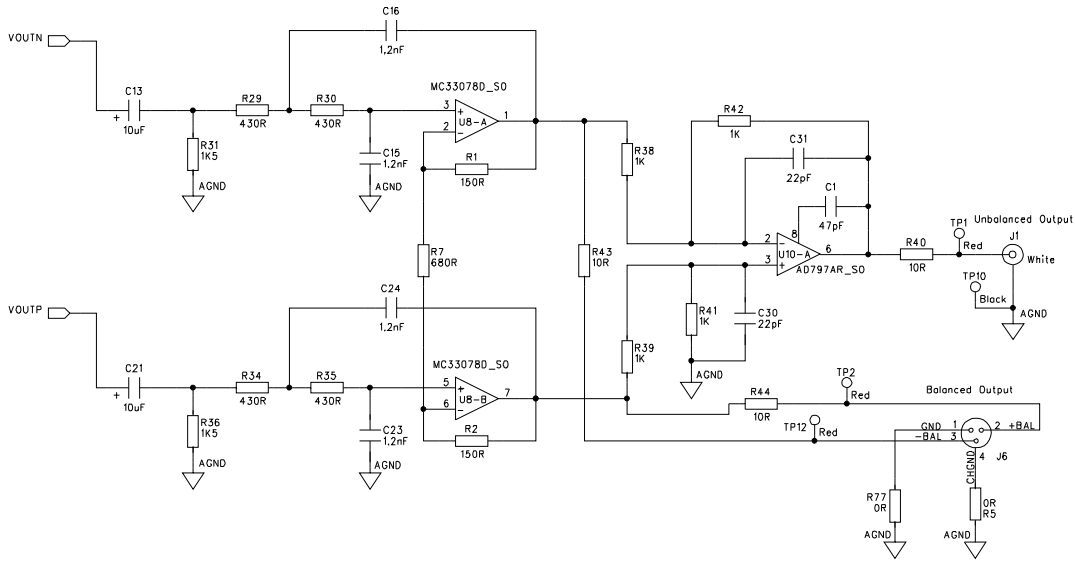 VOUTN
C13
+
10uF
R31
1K5
AGND
R29
430R
R30
430R
C16
1,2nF
C15
1,2nF
AGND
MC33078D_SO
3
+
2
−
U8-A
1
R1
150R
R7
680R
R38
1K
R43
10R
R42
1K
C31
22pF
C1
47pF
8
2
−
3
+
U10-A
6
AD797AR_SO
R40
10R
TP1
Red
Unbalanced Output
J1
White
TP10
Black
AGND
R41
1K
C30
22pF
AGND
R39
1K
VOUTP
C21
+
10uF
R36
1K5
AGND
R34
430R
R35
430R
C24
1,2nF
C23
1,2nF
AGND
MC33078D_SO
5
+
6
−
U8-B
7
R2
150R
R44
10R
TP2
Red
TP12
Red
Balanced Output
GND
1
2
+BAL
-BAL
3
4
J6
CHGND
R77
0R
AGND
0R
R5
AGND